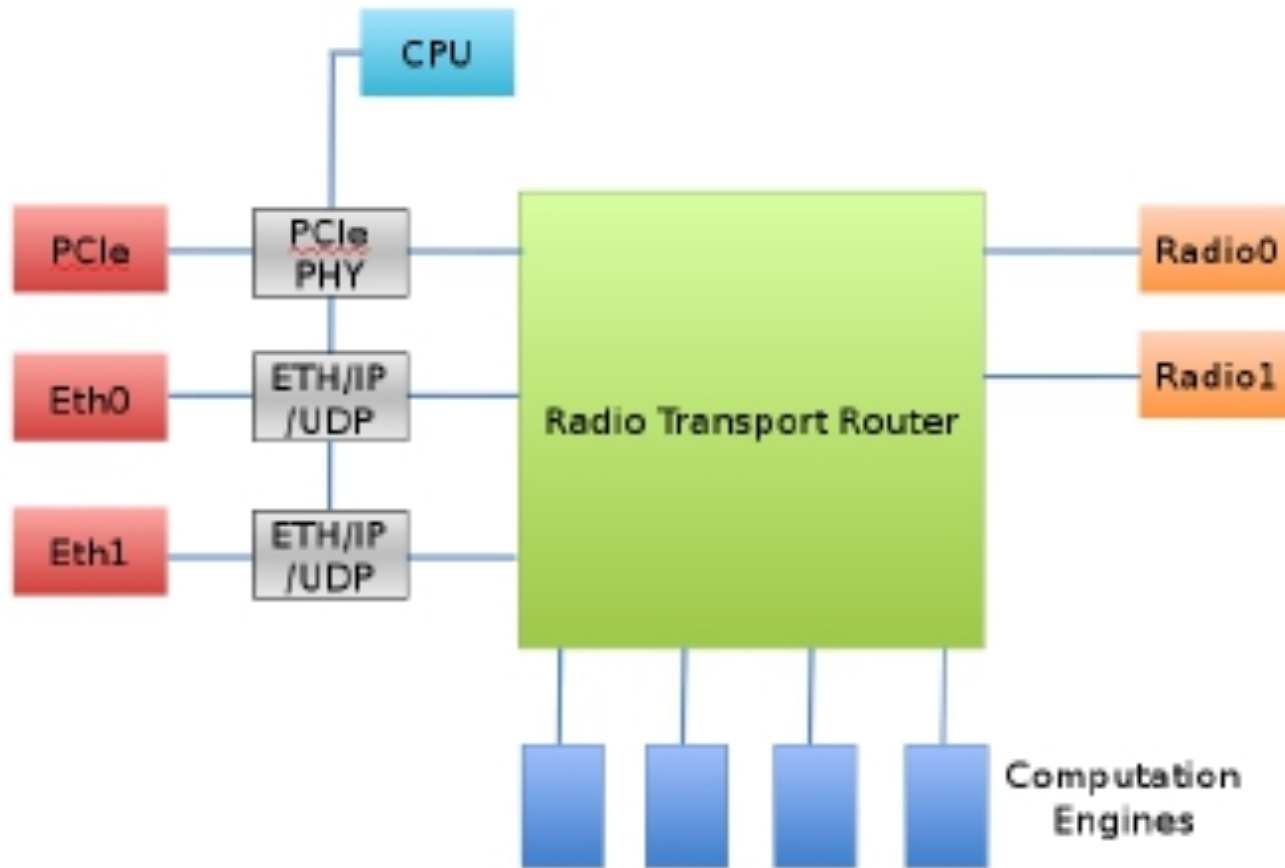 CPU
PCIe
PCIe
PHY
Radio0
Eth0
ETH/IP
/UDP
Radio Transport Router
Radio1
Eth1
ETH/IP
/UDP
Computation
Engines